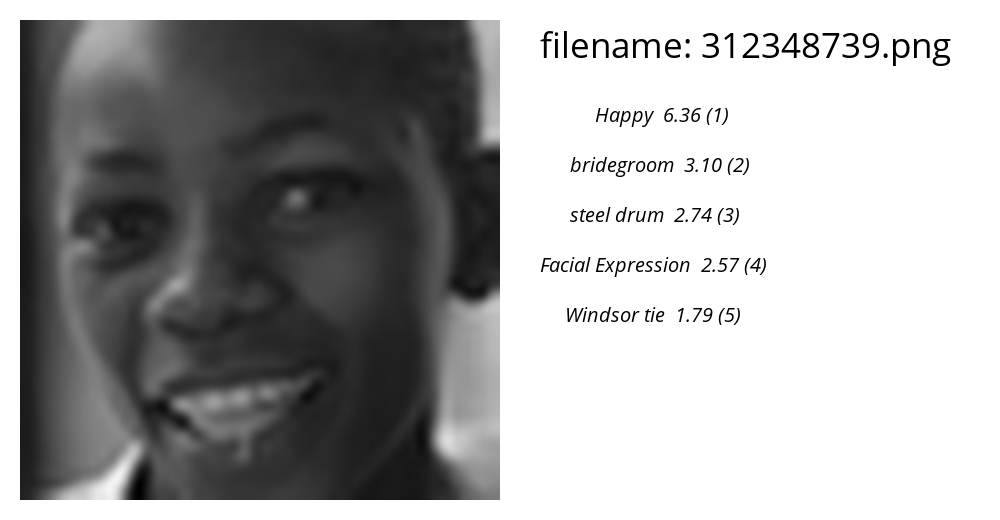 filename: 312348739.png
Happy 6.36 (1)
bridegroom 3.10 (2)
steel drum 2.74 (3)
Facial Expression 2.57 (4)
Windsor tie 1.79 (5)